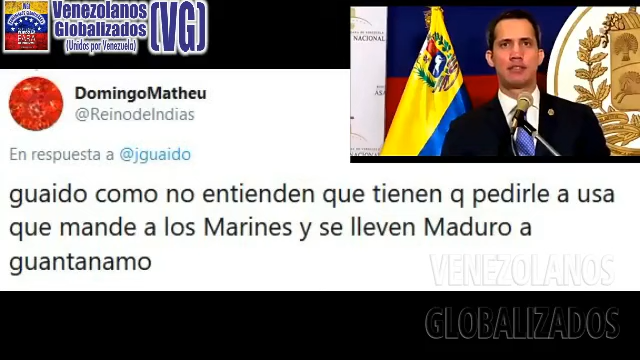 Venezolanos
Globalizados
(Unidos por Venezuela)
(VG)
DomingoMatheu
@ReinodeIndias
En respuesta a @jguaido
guaido como no entienden que tienen q pedirle a usa
que mande a los Marines y se lleven Maduro a
guantanamo
VENEZOLANOS
GLOBALIZADOS